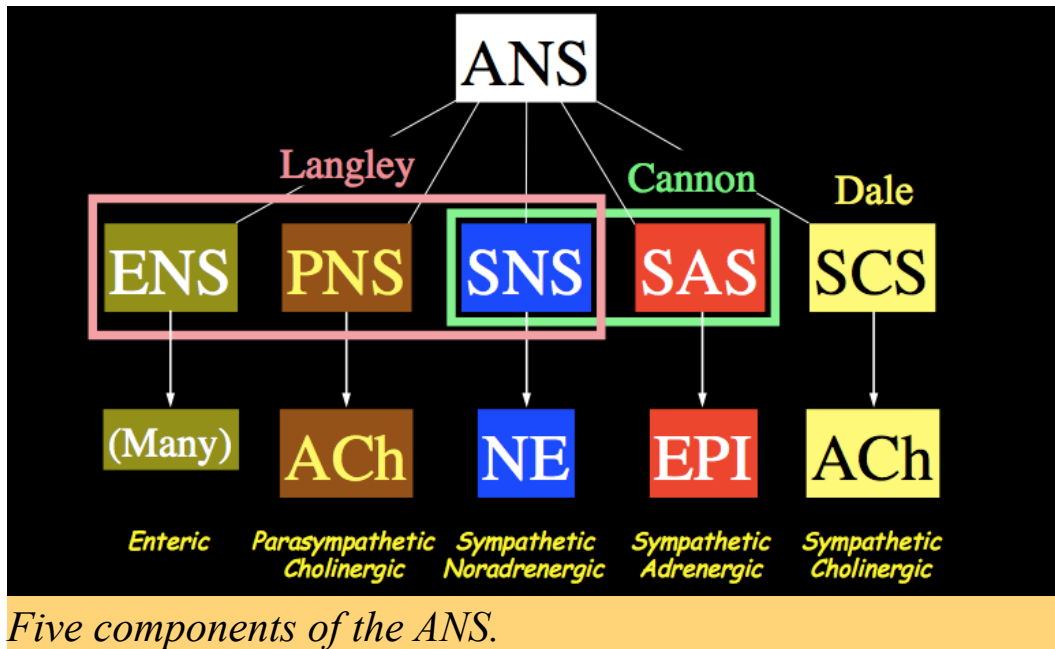 ANS
Langley
Cannon
Dale
ENS
PNS
SNS
SAS
SCS
(Many)
ACh
NE
EPI
ACh
Enteric
Parasympathetic
Cholinergic
Sympathetic
Noradrenergic
Sympathetic
Adrenergic
Sympathetic
Cholinergic
Five components of the ANS.